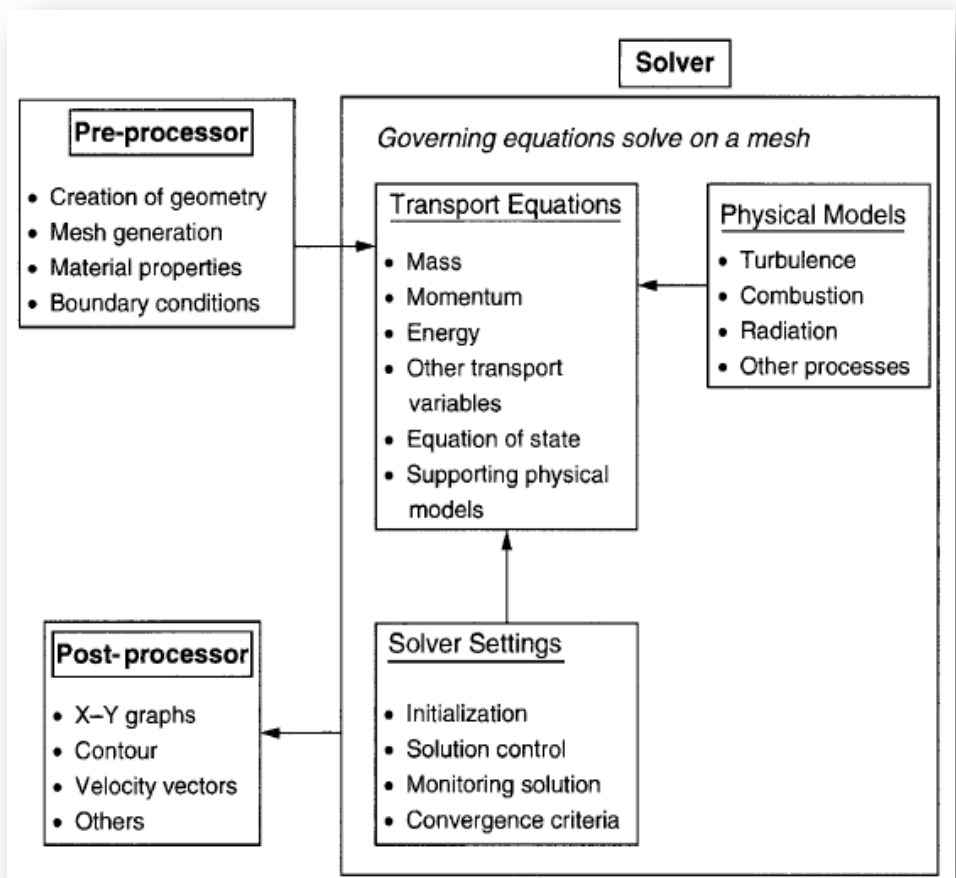 Solver
Pre-processor
• Creation of geometry
• Mesh generation
• Material properties
• Boundary conditions
Governing equations solve on a mesh
Transport Equations
• Mass
• Momentum
• Energy
• Other transport
variables
• Equation of state
• Supporting physical
models
Physical Models
• Turbulence
• Combustion
• Radiation
• Other processes
Solver Settings
• Initialization
• Solution control
• Monitoring solution
• Convergence criteria
Post-processor
• X–Y graphs
• Contour
• Velocity vectors
• Others